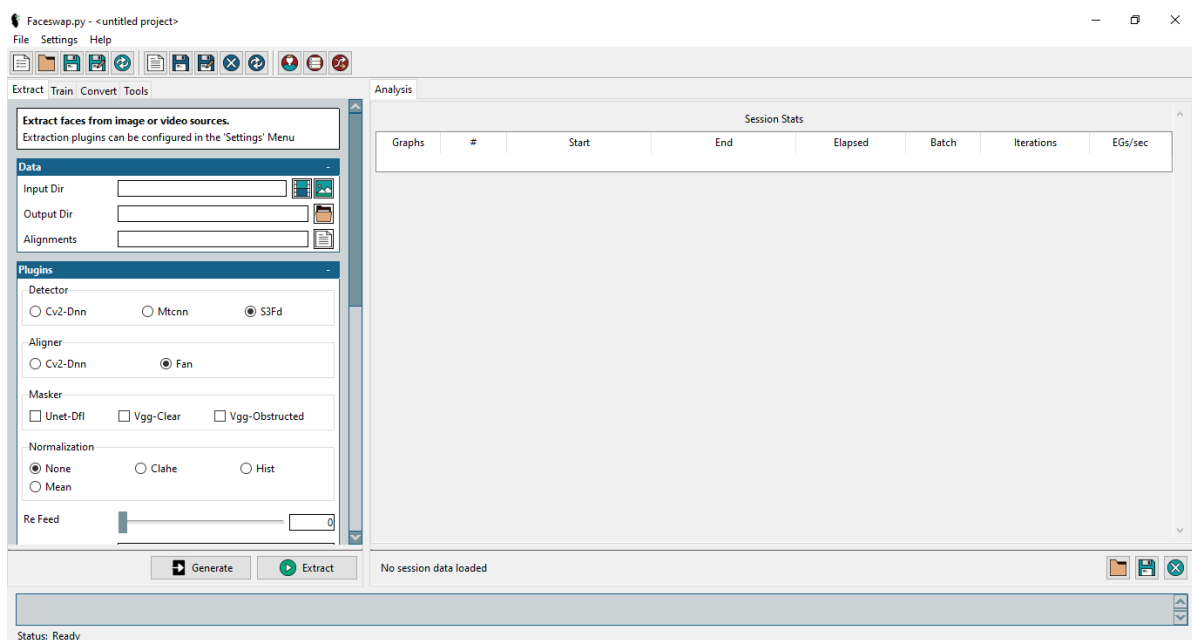 Faceswap.py - <untitled project>
File Settings Help
Extract Train Convert Tools
Extract faces from image or video sources.
Extraction plugins can be configured in the 'Settings' Menu
Data -
Input Dir
Output Dir
Alignments
Plugins -
Detector
Cv2-Dnn Mtcnn S3Fd
Aligner
Cv2-Dnn Fan
Masker
Unet-Dfl Vgg-Clear Vgg-Obstructed
Normalization
None Clahe Hist
Mean
Re Feed 0
Generate Extract
Analysis
Session Stats
Graphs # Start End Elapsed Batch Iterations EGs/sec
No session data loaded
Status: Ready